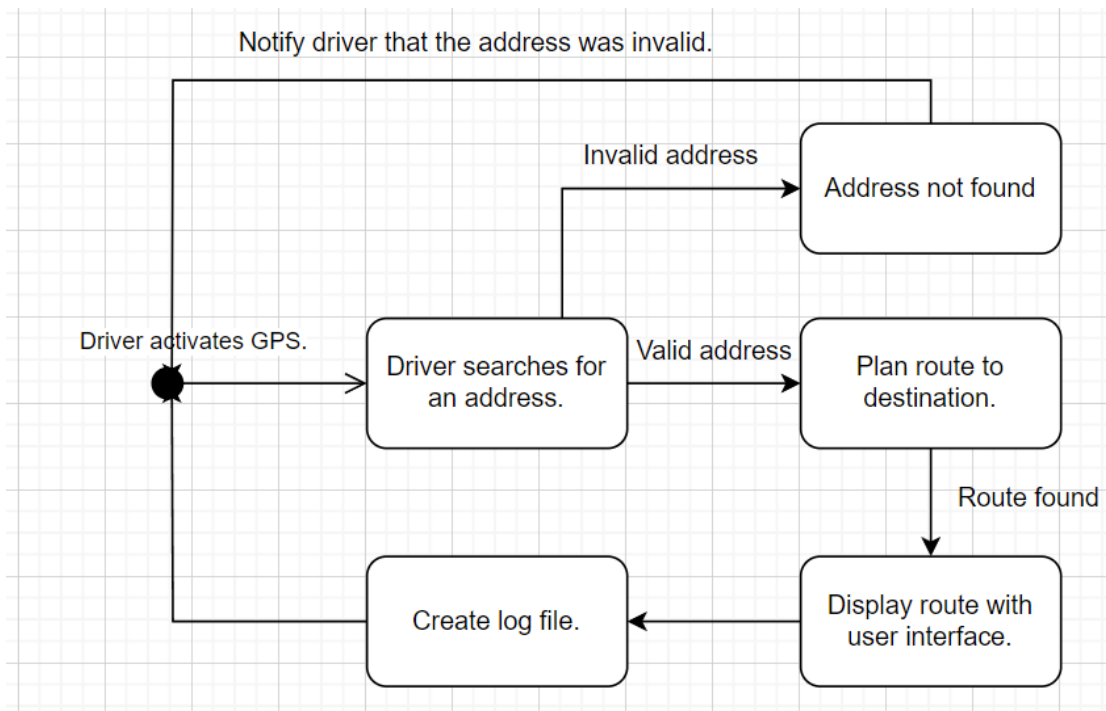 Notify driver that the address was invalid.
Invalid address
Address not found
Driver activates GPS.
Driver searches for
an address.
Valid address
Plan route to
destination.
Route found
Create log file.
Display route with
user interface.